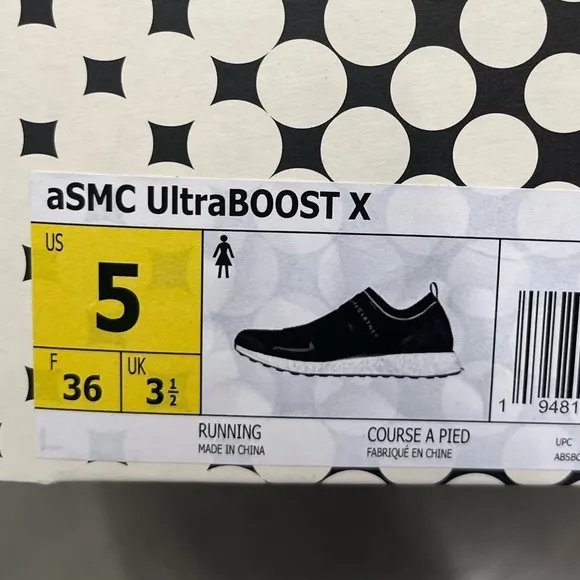 aSMC UltraBOOST X
US
5
F
36
UK
3 1/2
RUNNING
MADE IN CHINA
COURSE A PIED
FABRIQUÉ EN CHINE
1 9481
UPC
ABSBO